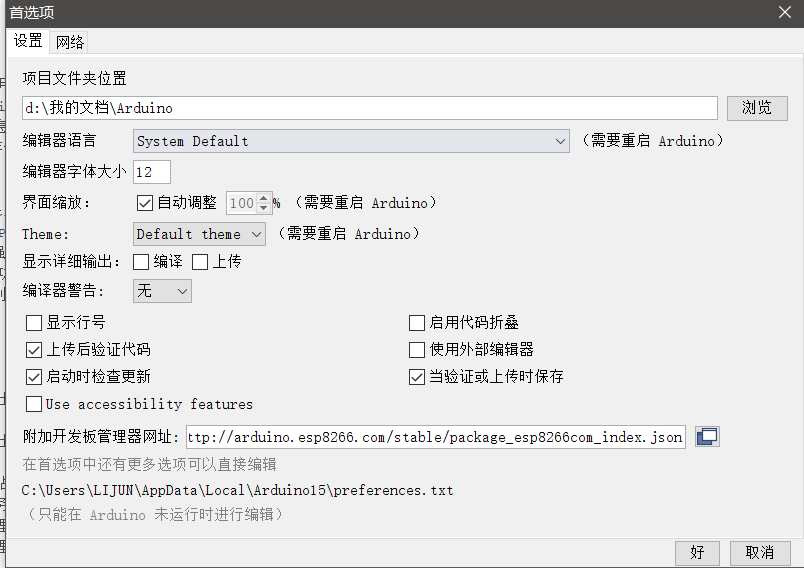 首选项
设置 网络
项目文件夹位置
d:\我的文档\Arduino 浏览
编辑器语言 System Default (需要重启 Arduino)
编辑器字体大小 12
界面缩放: 自动调整 100 % (需要重启 Arduino)
Theme: Default theme (需要重启 Arduino)
显示详细输出: 编译 上传
编译器警告: 无
显示行号 启用代码折叠
上传后验证代码 使用外部编辑器
启动时检查更新 当验证或上传时保存
Use accessibility features
附加开发板管理器网址: ttp://arduino.esp8266.com/stable/package_esp8266com_index.json
在首选项中还有更多选项可以直接编辑
C:\Users\LIJUN\AppData\Local\Arduino15\preferences.txt
(只能在 Arduino 未运行时进行编辑)
好 取消